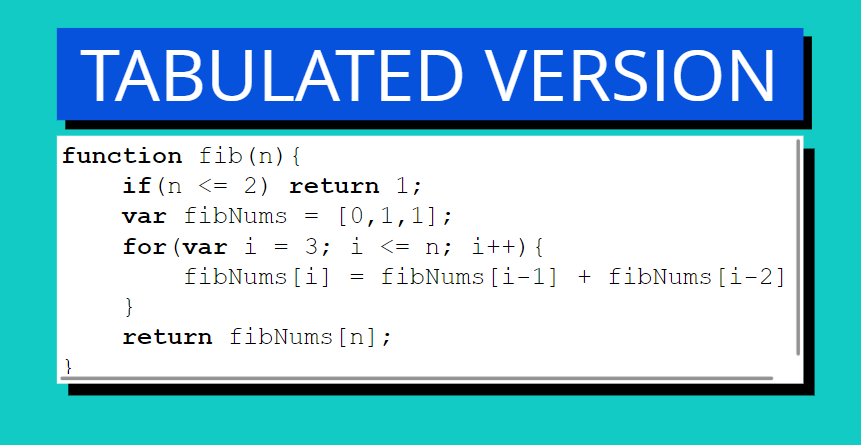 TABULATED VERSION
function fib(n){
    if(n <= 2) return 1;
    var fibNums = [0,1,1];
    for(var i = 3; i <= n; i++){
        fibNums[i] = fibNums[i-1] + fibNums[i-2]
    }
    return fibNums[n];
}